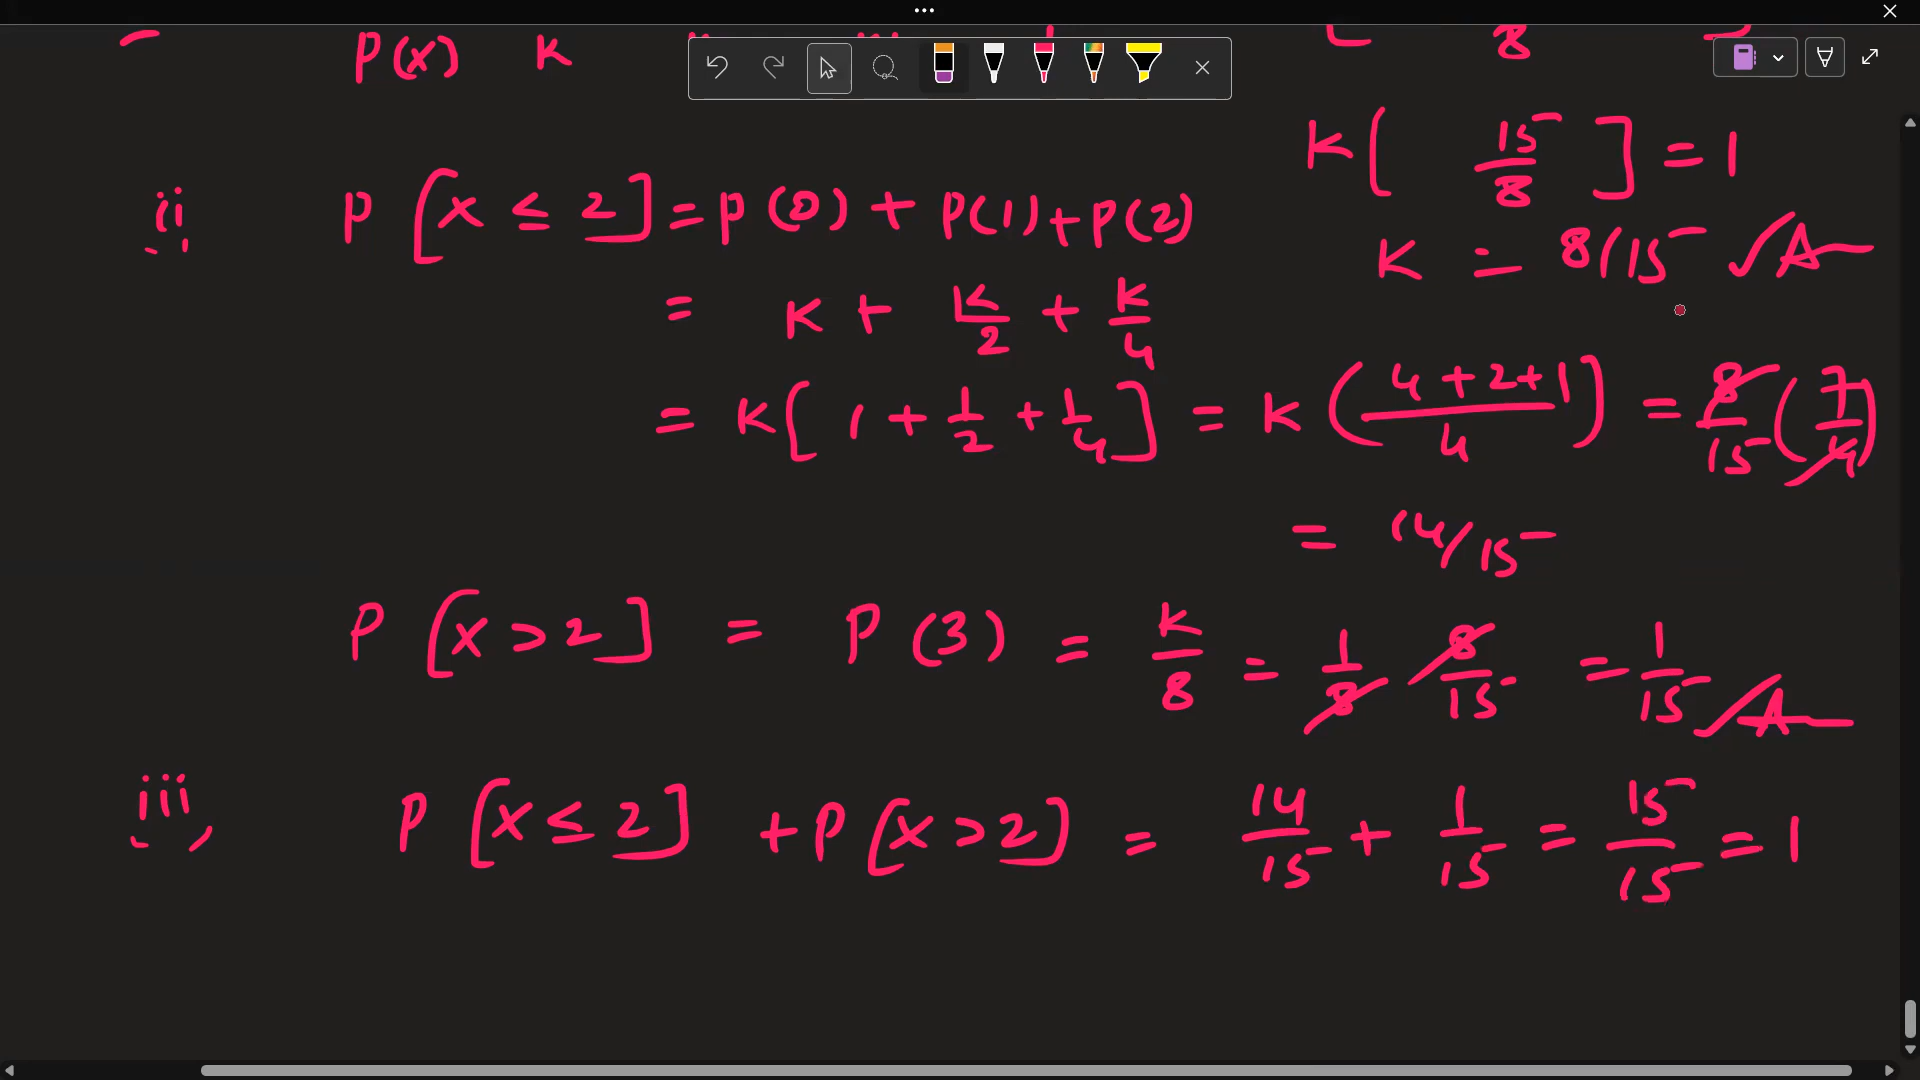 P(x) K
8
K[ 15/8 ] = 1
ii P[x ≤ 2] = P(0) + P(1) + P(2)
K = 8/15 A
= K + K/2 + K/4
= K[1 + 1/2 + 1/4] = K(4+2+1/4) = 8/15(7/4)
= 14/15
P[x > 2] = P(3) = K/8 = 1/8 8/15 = 1/15 A
iii P[x ≤ 2] + P(x > 2) = 14/15 + 1/15 = 15/15 = 1